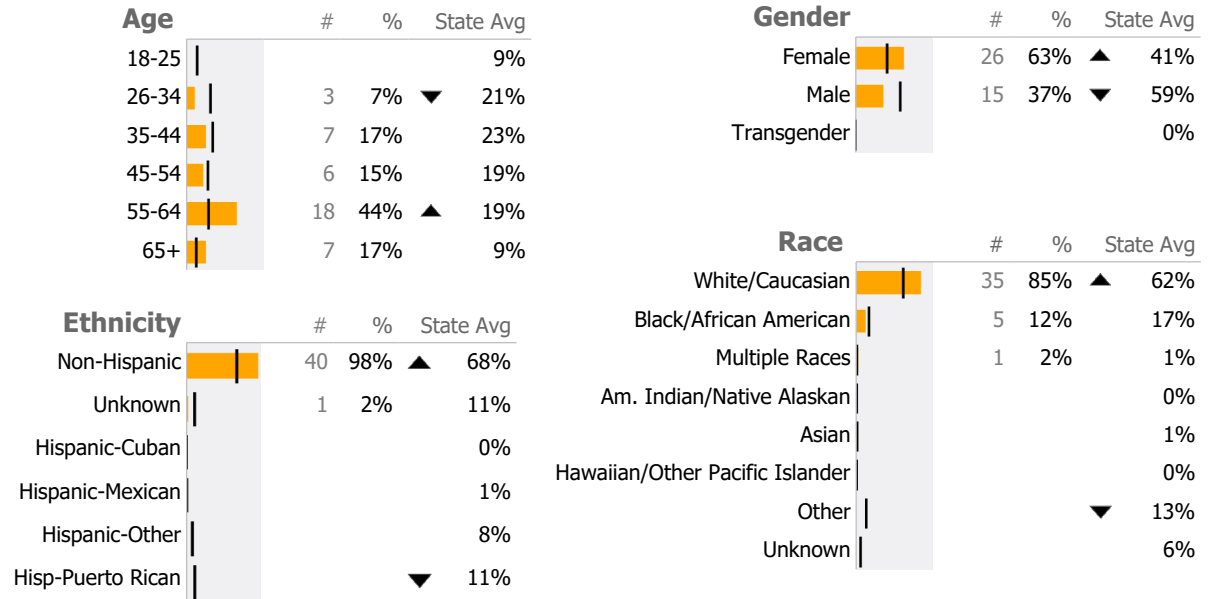 Age # % State Avg
18-25 9%
26-34 3 7% ▼ 21%
35-44 7 17% 23%
45-54 6 15% 19%
55-64 18 44% ▲ 19%
65+ 7 17% 9%
Ethnicity # % State Avg
Non-Hispanic 40 98% ▲ 68%
Unknown 1 2% 11%
Hispanic-Cuban 0%
Hispanic-Mexican 1%
Hispanic-Other 8%
Hisp-Puerto Rican ▼ 11%
Gender # % State Avg
Female 26 63% ▲ 41%
Male 15 37% ▼ 59%
Transgender 0%
Race # % State Avg
White/Caucasian 35 85% ▲ 62%
Black/African American 5 12% 17%
Multiple Races 1 2% 1%
Am. Indian/Native Alaskan 0%
Asian 1%
Hawaiian/Other Pacific Islander 0%
Other ▼ 13%
Unknown 6%